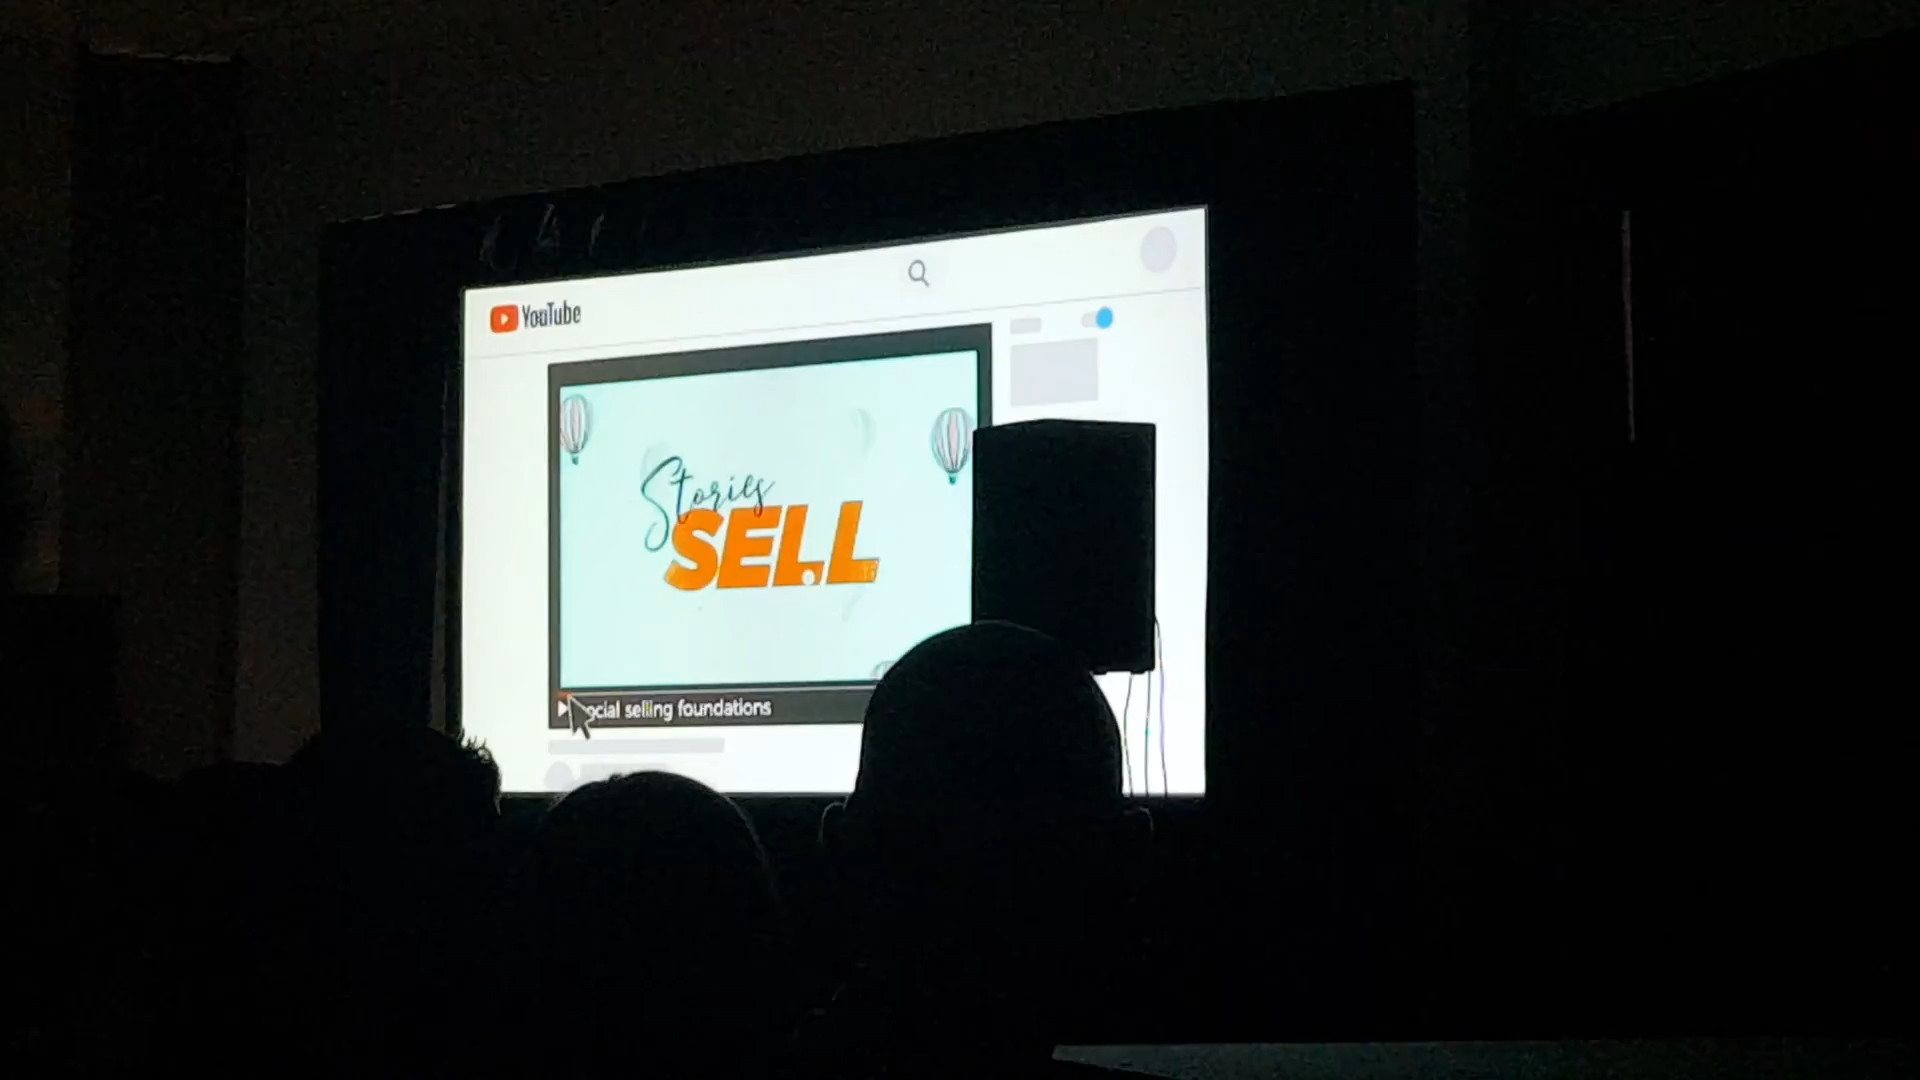 YouTube
Stories
SELL
ocial selling foundations